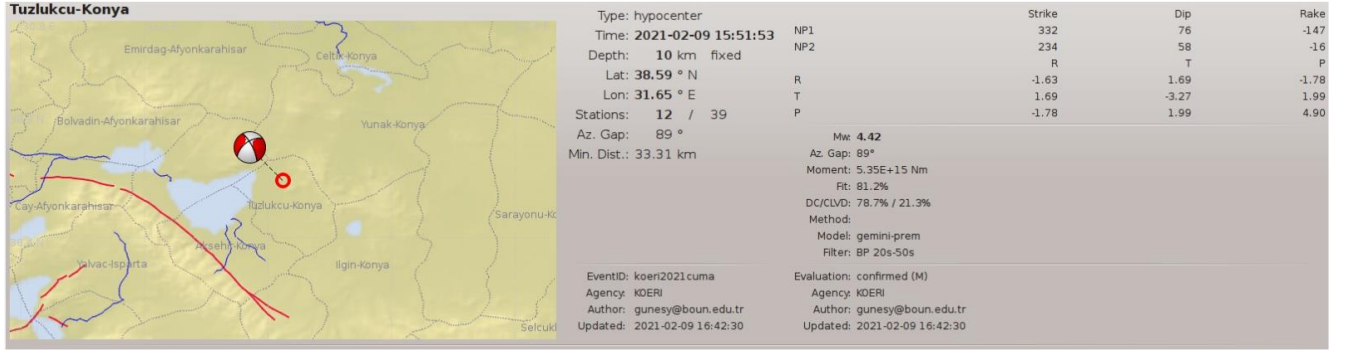 Tuzlukcu-Konya
Emirdag-Afyonkarahisar
Celtik-Konya
Bolvadin-Afyonkarahisar
Yunak-Konya
Cay-Afyonkarahisar
Tuzlukcu-Konya
Sarayonu-Ko
Aksehir-Konya
Yalvac-Isparta
Ilgin-Konya
Selcukl
Type: hypocenter
Time: 2021-02-09 15:51:53
Depth: 10 km fixed
Lat: 38.59 ° N
Lon: 31.65 ° E
Stations: 12 / 39
Az. Gap: 89 °
Min. Dist.: 33.31 km
EventID: koeri2021cuma
Agency: KOERI
Author: gunesy@boun.edu.tr
Updated: 2021-02-09 16:42:30
Strike Dip Rake
NP1 332 76 -147
NP2 234 58 -16
R T P
R -1.63 1.69 -1.78
T 1.69 -3.27 1.99
P -1.78 1.99 4.90
Mw: 4.42
Az. Gap: 89°
Moment: 5.35E+15 Nm
Fit: 81.2%
DC/CLVD: 78.7% / 21.3%
Method:
Model: gemini-prem
Filter: BP 20s-50s
Evaluation: confirmed (M)
Agency: KOERI
Author: gunesy@boun.edu.tr
Updated: 2021-02-09 16:42:30